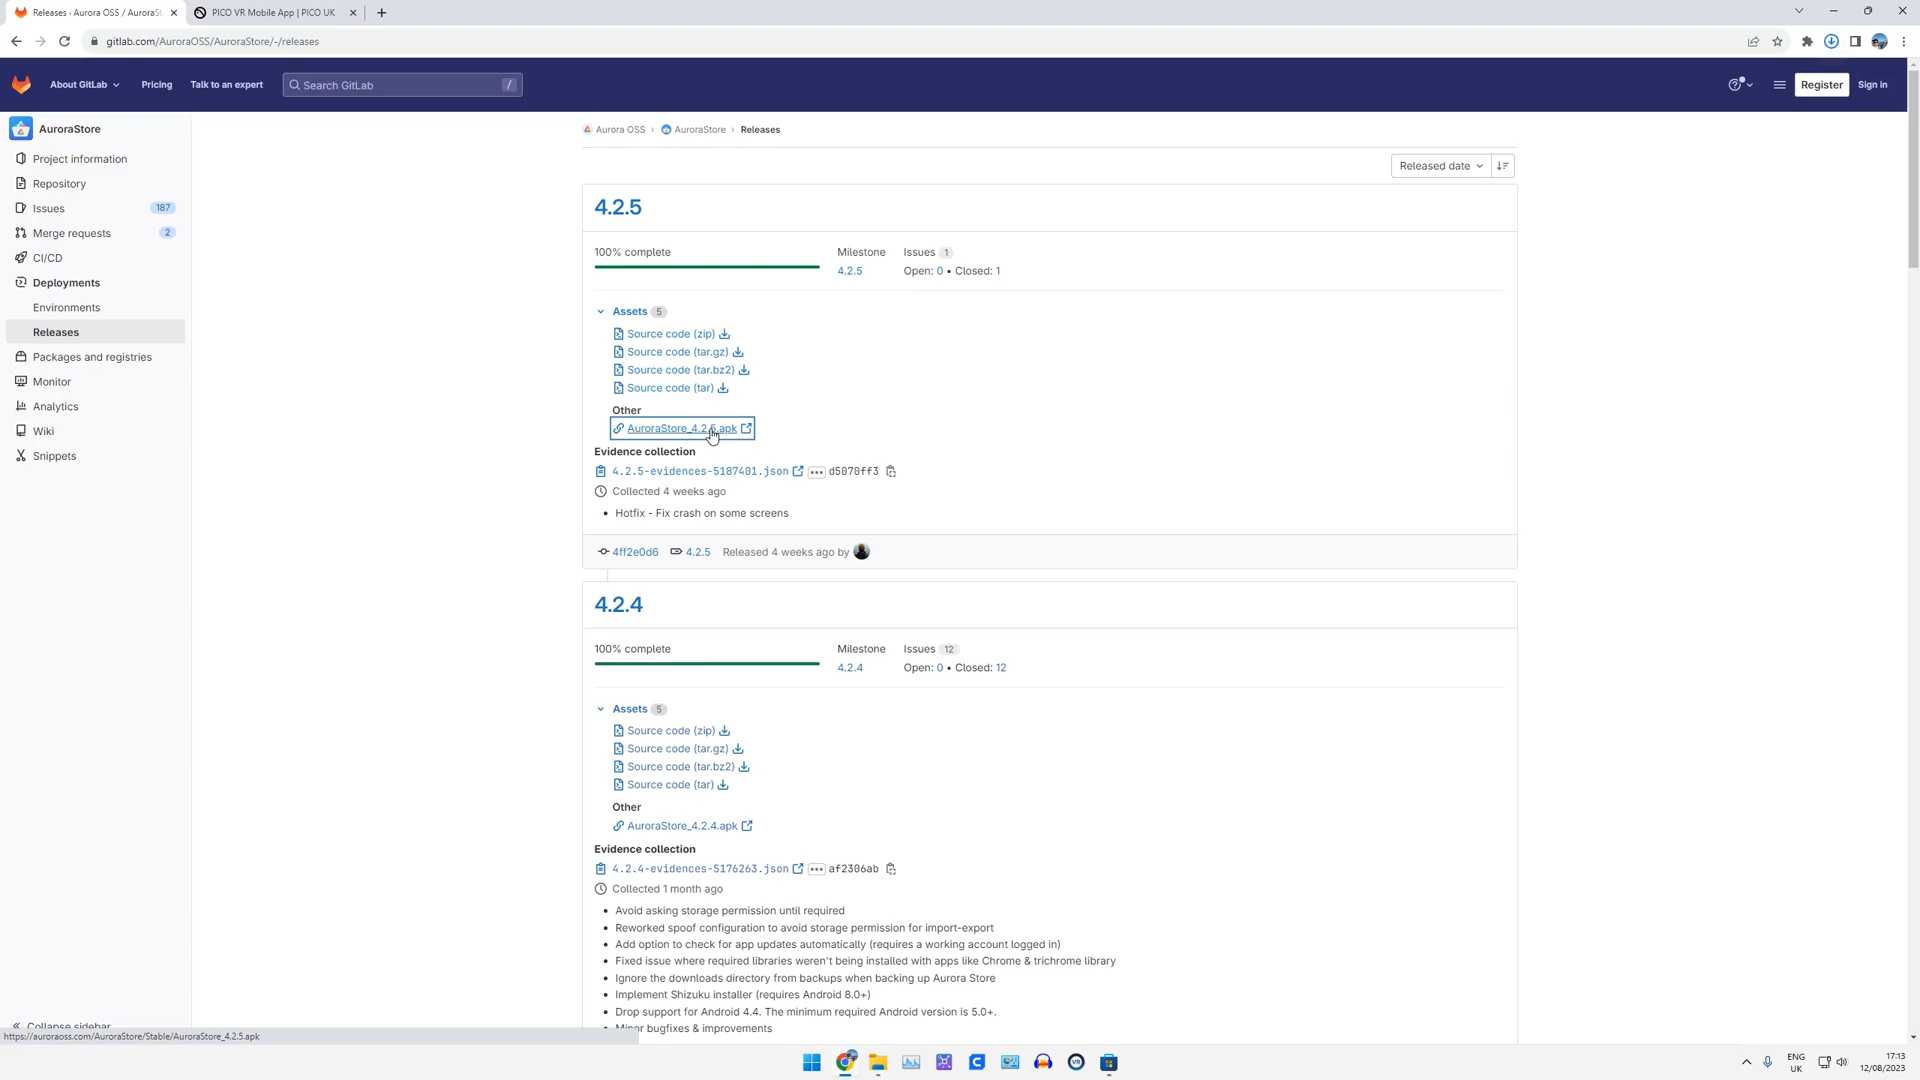 Releases · Aurora OSS / AuroraSt
PICO VR Mobile App | PICO UK
gitlab.com/AuroraOSS/AuroraStore/-/releases
About GitLab
Pricing
Talk to an expert
Search GitLab
/
Register
Sign in
AuroraStore
Project information
Repository
Issues 187
Merge requests 2
CI/CD
Deployments
Environments
Releases
Packages and registries
Monitor
Analytics
Wiki
Snippets
Collapse sidebar
Aurora OSS › AuroraStore › Releases
Released date
4.2.5
100% complete
Milestone
4.2.5
Issues 1
Open: 0 • Closed: 1
Assets 5
Source code (zip)
Source code (tar.gz)
Source code (tar.bz2)
Source code (tar)
Other
AuroraStore_4.2.5.apk
Evidence collection
4.2.5-evidences-5187401.json ••• d5070ff3
Collected 4 weeks ago
• Hotfix - Fix crash on some screens
4ff2e0d6 4.2.5 Released 4 weeks ago by
4.2.4
100% complete
Milestone
4.2.4
Issues 12
Open: 0 • Closed: 12
Assets 5
Source code (zip)
Source code (tar.gz)
Source code (tar.bz2)
Source code (tar)
Other
AuroraStore_4.2.4.apk
Evidence collection
4.2.4-evidences-5176263.json ••• af2306ab
Collected 1 month ago
• Avoid asking storage permission until required
• Reworked spoof configuration to avoid storage permission for import-export
• Add option to check for app updates automatically (requires a working account logged in)
• Fixed issue where required libraries weren't being installed with apps like Chrome & trichrome library
• Ignore the downloads directory from backups when backing up Aurora Store
• Implement Shizuku installer (requires Android 8.0+)
• Drop support for Android 4.4. The minimum required Android version is 5.0+.
• Minor bugfixes & improvements
https://auroraoss.com/AuroraStore/Stable/AuroraStore_4.2.5.apk
ENG
UK
17:13
12/08/2023